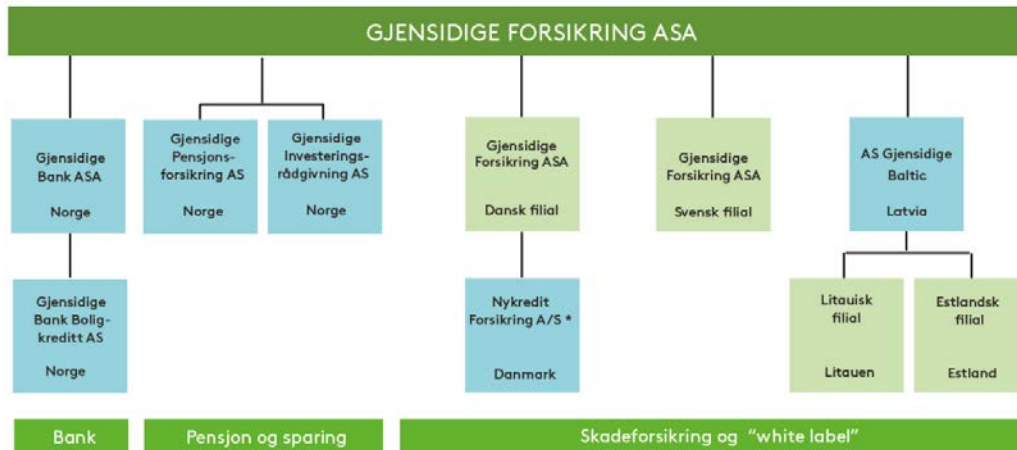 GJENSIDIGE FORSIKRING ASA
Gjensidige
Bank ASA
Norge
Gjensidige
Pensjons-
forsikring AS
Norge
Gjensidige
Investerings-
rådgivning AS
Norge
Gjensidige
Forsikring ASA
Dansk filial
Gjensidige
Forsikring ASA
Svensk filial
AS Gjensidige
Baltic
Latvia
Gjensidige
Bank Bolig-
kreditt AS
Norge
Nykredit
Forsikring A/S *
Danmark
Litauisk
filial
Litauen
Estlandsk
filial
Estland
Bank
Pensjon og sparing
Skadeforsikring og "white label"